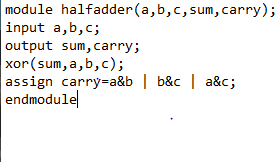 module halfadder(a,b,c,sum,carry);
input a,b,c;
output sum,carry;
xor(sum,a,b,c);
assign carry=a&b | b&c | a&c;
endmodule